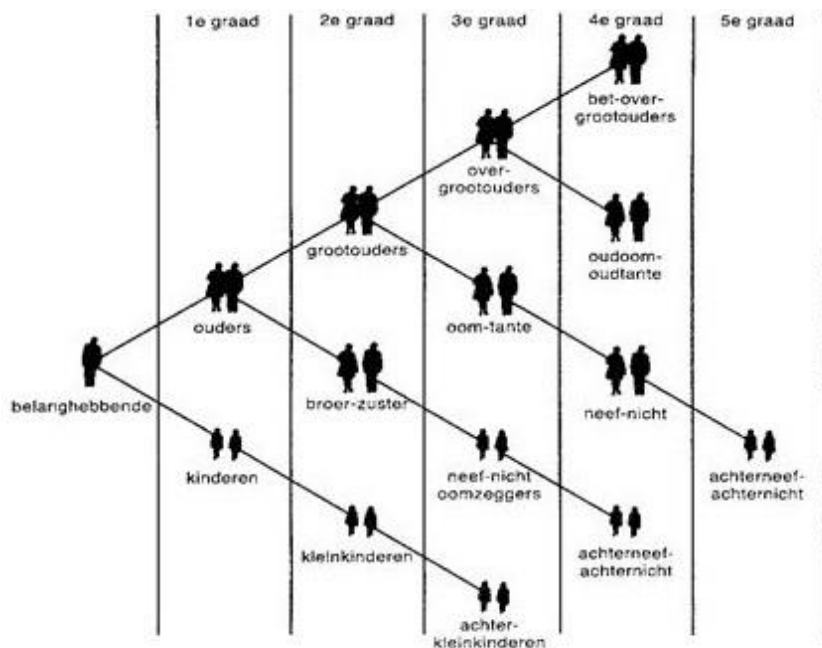 1e graad 2e graad 3e graad 4e graad 5e graad
bet-over-
grootouders
over-
grootouders
grootouders
oudoom-
oudtante
ouders
oom-tante
belanghebbende
broer-zuster
neef-nicht
kinderen
neef-nicht
oomzeggers
achterneef-
achternicht
kleinkinderen
achterneef-
achternicht
achter-
kleinkinderen